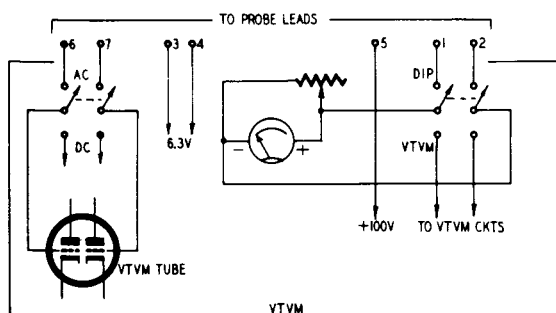 TO PROBE LEADS
6 7 3 4 5 1 2
AC DIP
DC 6.3V - + VTVM
+100V TO VTVM CKTS
VTVM TUBE
VTVM